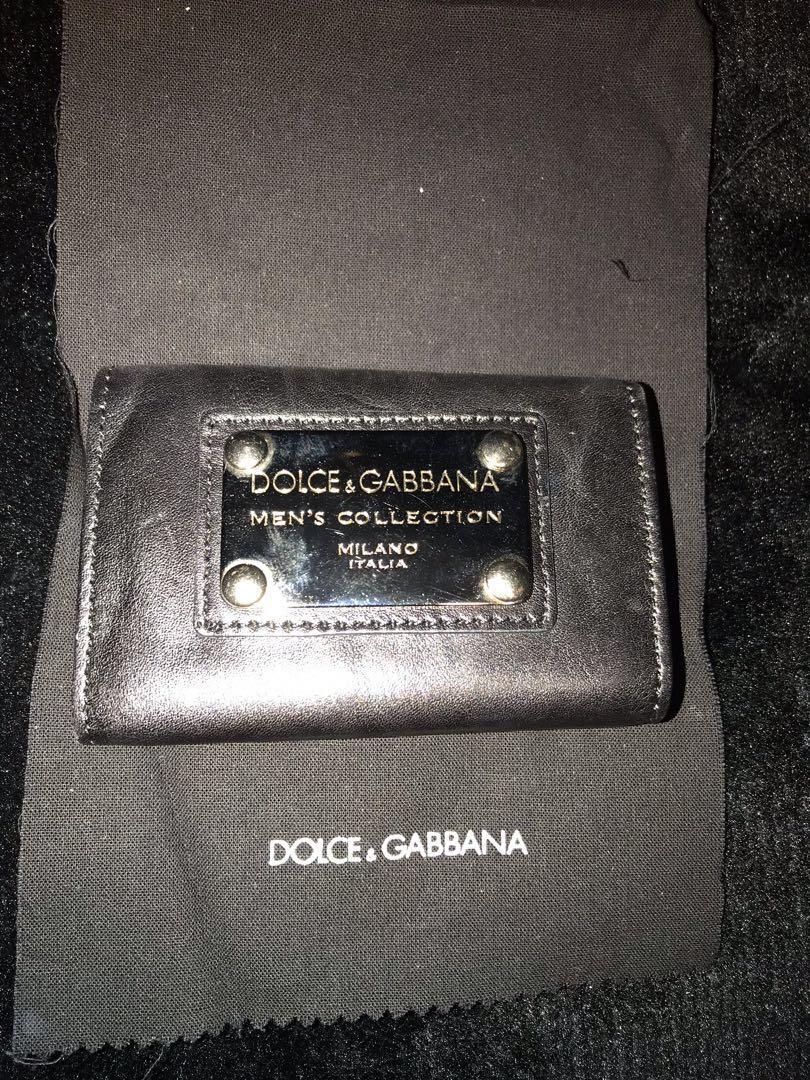 DOLCE & GABBANA
MEN'S COLLECTION
MILANO
ITALIA
DOLCE & GABBANA